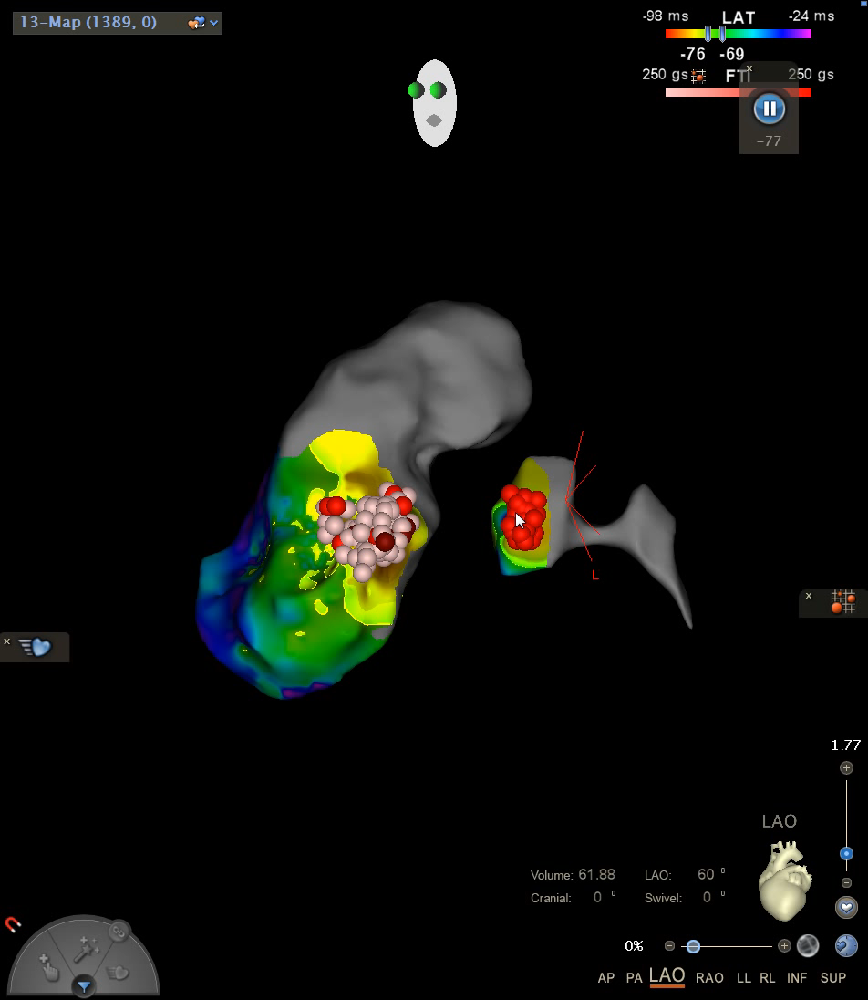 13-Map (1389, 0)
-98 ms LAT -24 ms
-76 -69
250 gs FTI 250 gs
x
-77
L
x
x
1.77
LAO
Volume: 61.88 LAO: 60 º
Cranial: 0 º Swivel: 0 º
0%
AP PA LAO RAO LL RL INF SUP